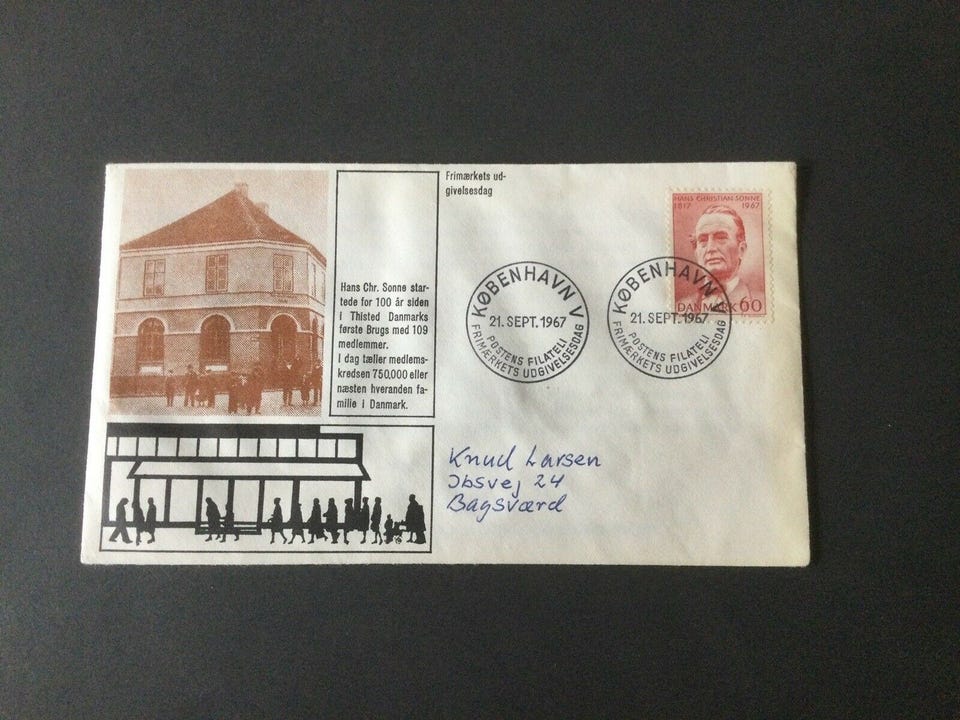 Frimærkets ud-
givelsesdag
Hans Chr. Sonne star-
tede for 100 år siden
i Thisted Danmarks
første Brugs med 109
medlemmer.
I dag tæller medlems-
kredsen 750,000 eller
næsten hveranden fa-
milie i Danmark.
KØBENHAVN V
21. SEPT. 1967
POSTENS FILATELI
FRIMÆRKETS UDGIVELSESDAG
KØBENHAVN V
21. SEPT. 1967
POSTENS FILATELI
FRIMÆRKETS UDGIVELSESDAG
HANS CHRISTIAN SONNE
1817 1967
DANMARK 60
Knud Larsen
Ibsvej 24
Bagsværd